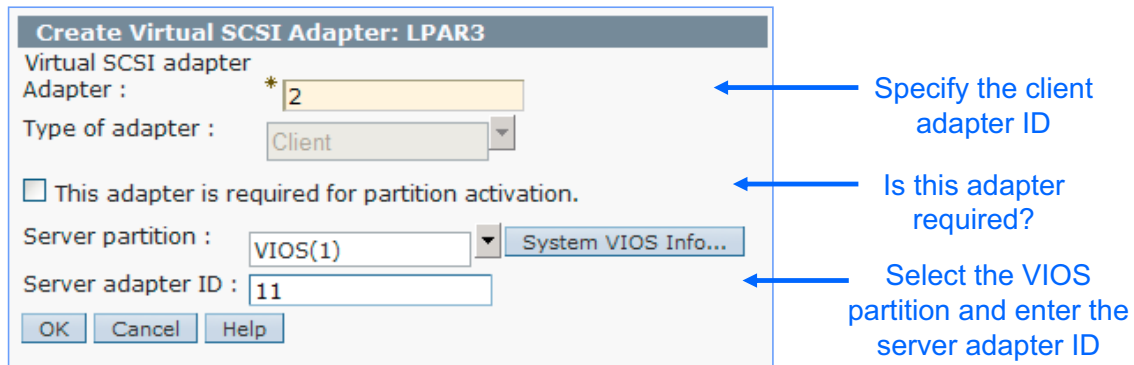 Create Virtual SCSI Adapter: LPAR3
Virtual SCSI adapter
Adapter : * 2
Type of adapter : Client
This adapter is required for partition activation.
Server partition : VIOS(1) System VIOS Info...
Server adapter ID : 11
OK Cancel Help
Specify the client
adapter ID
Is this adapter
required?
Select the VIOS
partition and enter the
server adapter ID